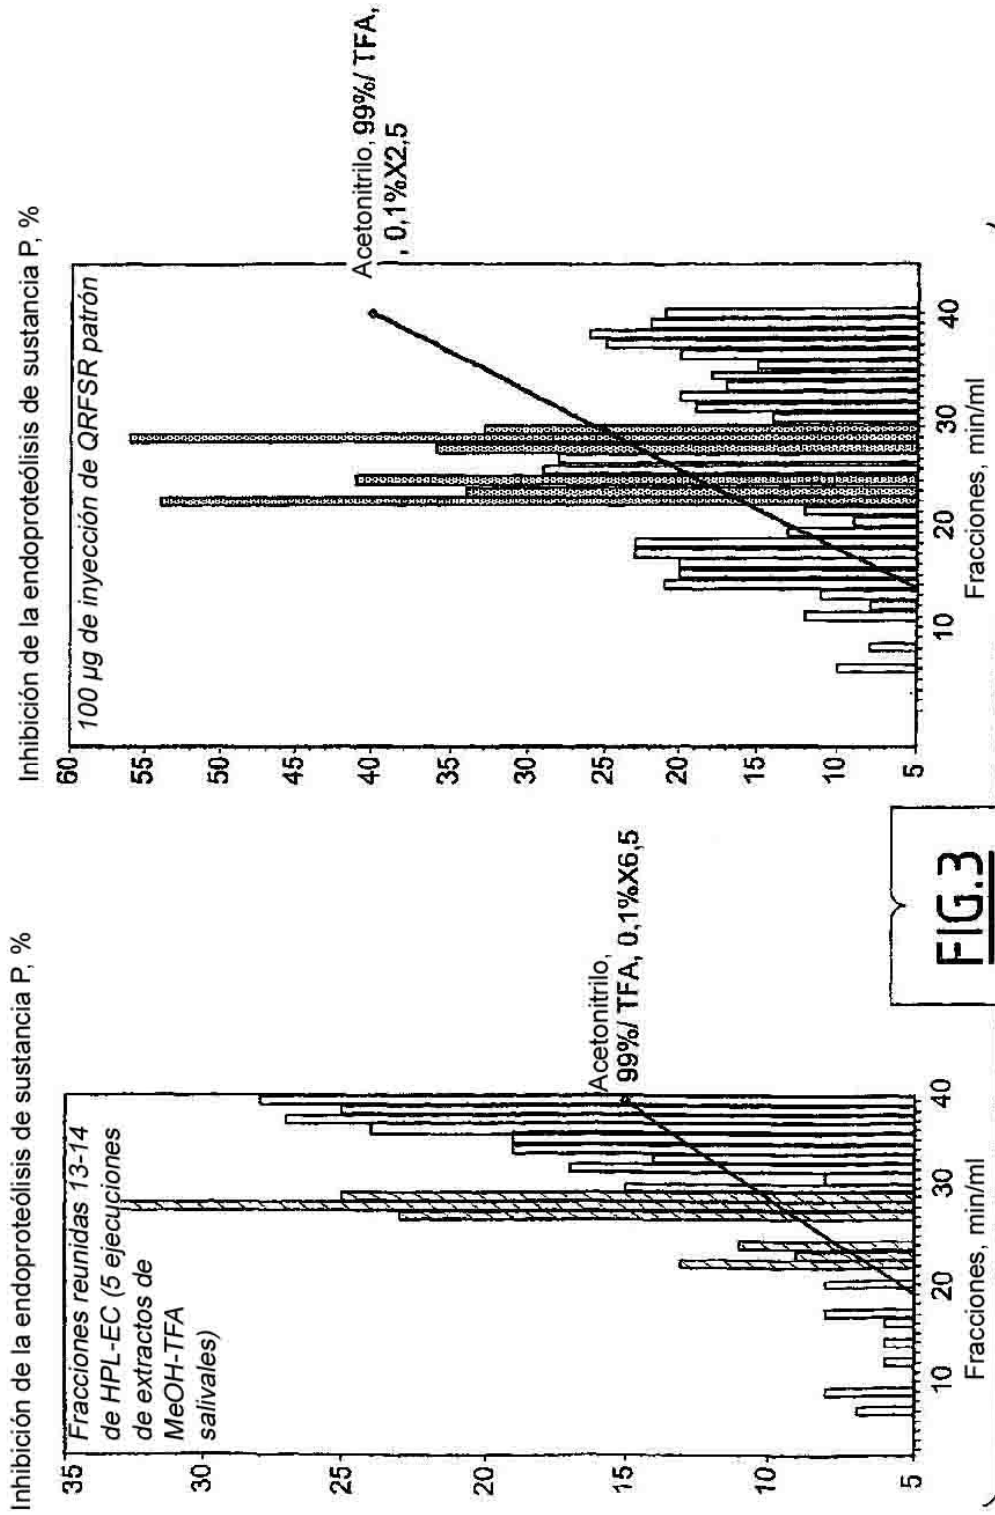 Inhibición de la endoproteólisis de sustancia P, %
35
30
25
20
15
10
5
Fracciones reunidas 13-14
de HPL-EC (5 ejecuciones
de extractos de
MeOH-TFA
salivales)
Acetonitrilo,
99%/ TFA, 0,1%X6,5
10
20
30
40
Fracciones, min/ml
Inhibición de la endoproteólisis de sustancia P, %
60
55
50
45
40
35
30
25
20
15
10
5
100 µg de inyección de QRFSR patrón
Acetonitrilo, 99%/ TFA,
, 0,1%X2,5
10
20
30
40
Fracciones, min/ml
FIG.3